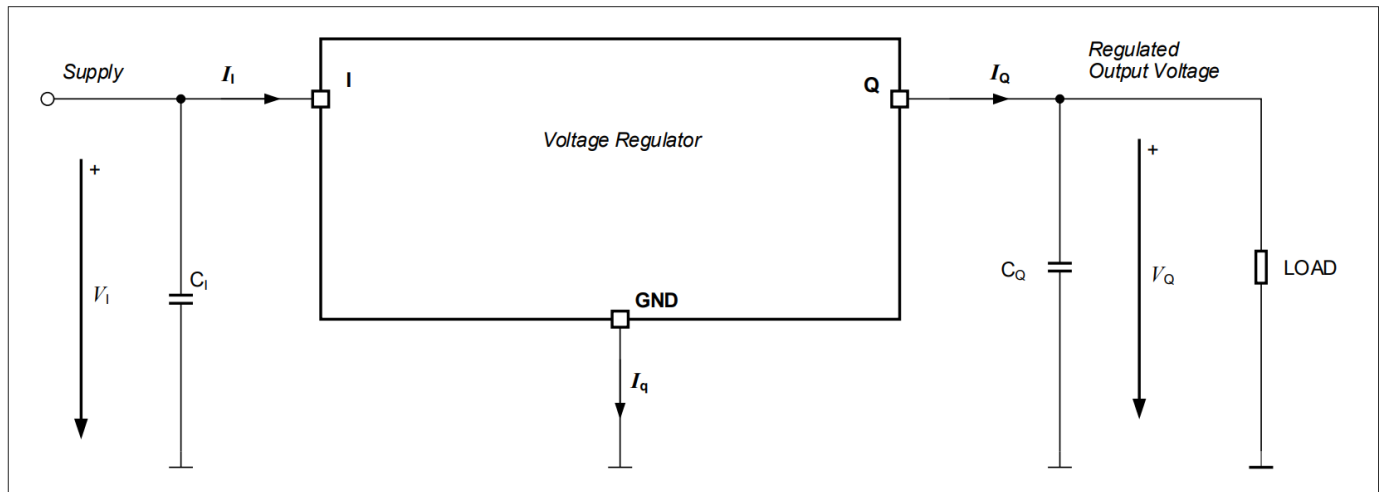 Supply
I_I
I
Q
I_Q
Regulated
Output Voltage
Voltage Regulator
+
+
V_I
C_I
GND
C_Q
V_Q
LOAD
I_q